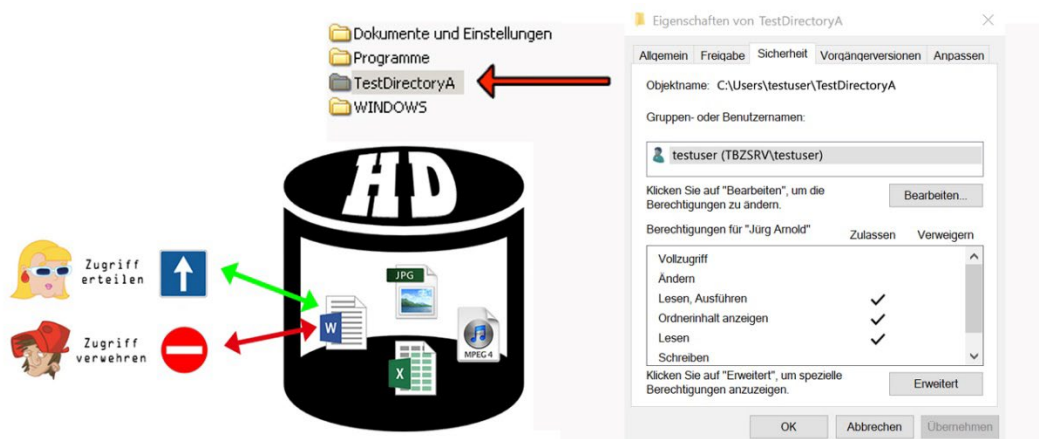 Dokumente und Einstellungen
Programme
TestDirectoryA
WINDOWS
HD
JPG
W
MPEG 4
X
Zugriff
erteilen
Zugriff
verwehren
Eigenschaften von TestDirectoryA
Allgemein Freigabe Sicherheit Vorgängerversionen Anpassen
Objektname: C:\Users\testuser\TestDirectoryA
Gruppen- oder Benutzernamen:
testuser (TBZSRV\testuser)
Klicken Sie auf "Bearbeiten", um die
Berechtigungen zu ändern.
Bearbeiten...
Berechtigungen für "Jürg Arnold" Zulassen Verweigern
Vollzugriff
Ändern
Lesen, Ausführen
Ordnerinhalt anzeigen
Lesen
Schreiben
Klicken Sie auf "Erweitert", um spezielle
Berechtigungen anzuzeigen.
Erweitert
OK Abbrechen Übernehmen